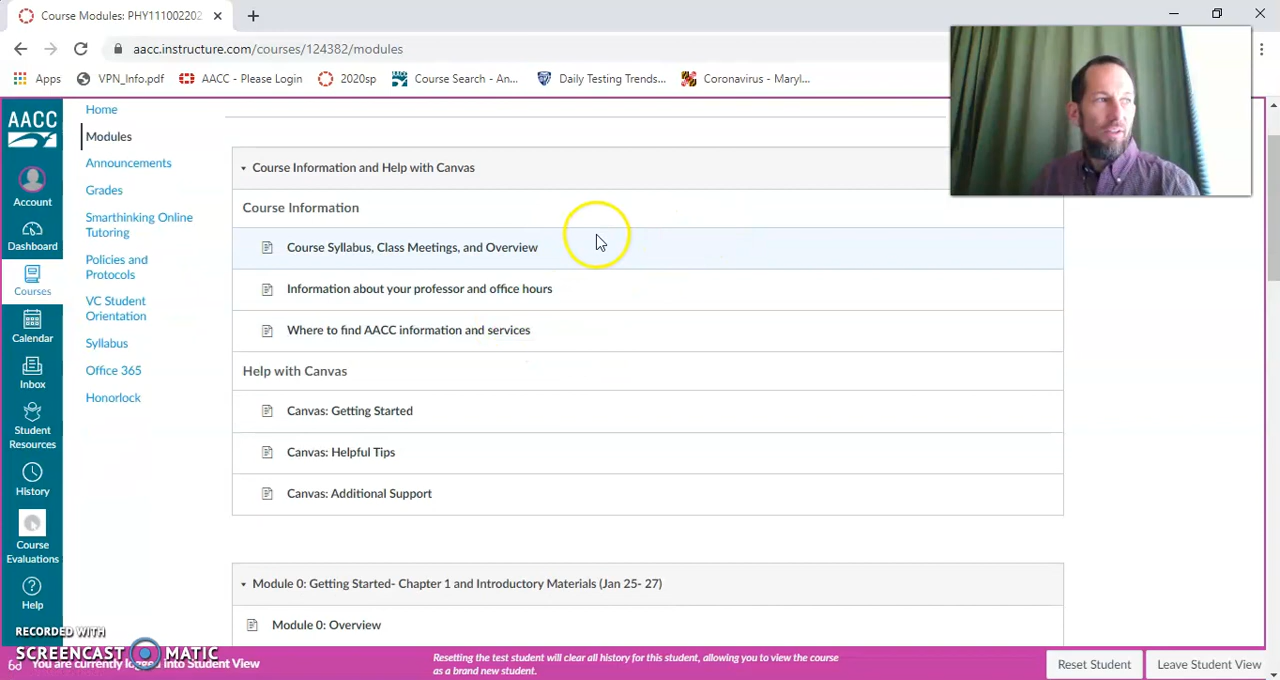 Course Modules: PHY111002202
aacc.instructure.com/courses/124382/modules
Apps
VPN_Info.pdf
AACC - Please Login
2020sp
Course Search - An...
Daily Testing Trends...
Coronavirus - Maryl...
AACC
Account
Dashboard
Courses
Calendar
Inbox
Student
Resources
History
Course
Evaluations
Help
Home
Modules
Announcements
Grades
Smarthinking Online
Tutoring
Policies and
Protocols
VC Student
Orientation
Syllabus
Office 365
Honorlock
Course Information and Help with Canvas
Course Information
Course Syllabus, Class Meetings, and Overview
Information about your professor and office hours
Where to find AACC information and services
Help with Canvas
Canvas: Getting Started
Canvas: Helpful Tips
Canvas: Additional Support
Module 0: Getting Started- Chapter 1 and Introductory Materials (Jan 25- 27)
Module 0: Overview
RECORDED WITH
SCREENCAST MATIC
You are currently logged into Student View
Resetting the test student will clear all history for this student, allowing you to view the course
as a brand new student.
Reset Student
Leave Student View